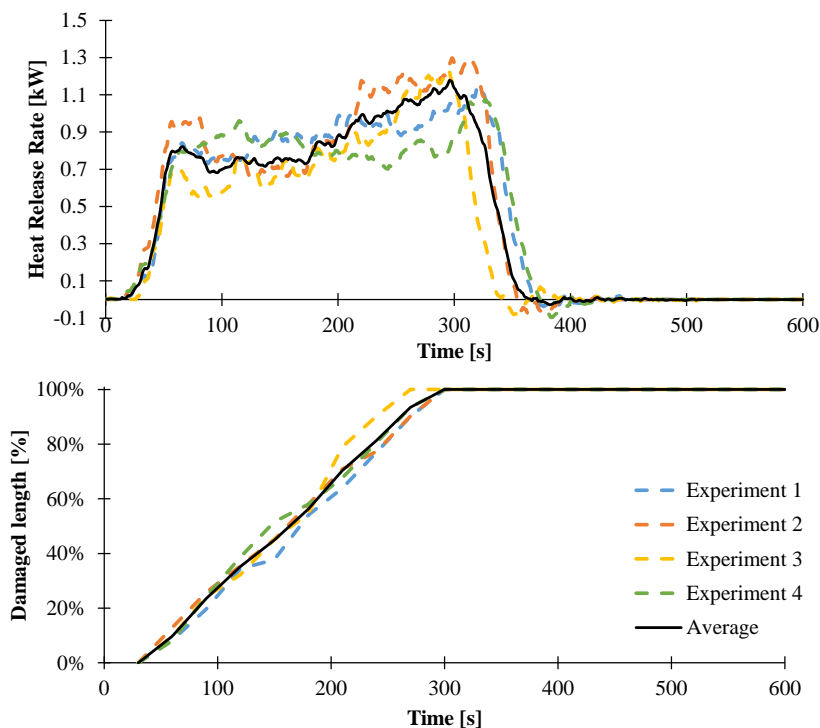 1.5
1.3
1.1
0.9
0.7
0.5
0.3
0.1
-0.1
Heat Release Rate [kW]
0 100 200 300 400 500 600
Time [s]
100%
80%
60%
40%
20%
0%
Damaged length [%]
Experiment 1
Experiment 2
Experiment 3
Experiment 4
Average
0 100 200 300 400 500 600
Time [s]